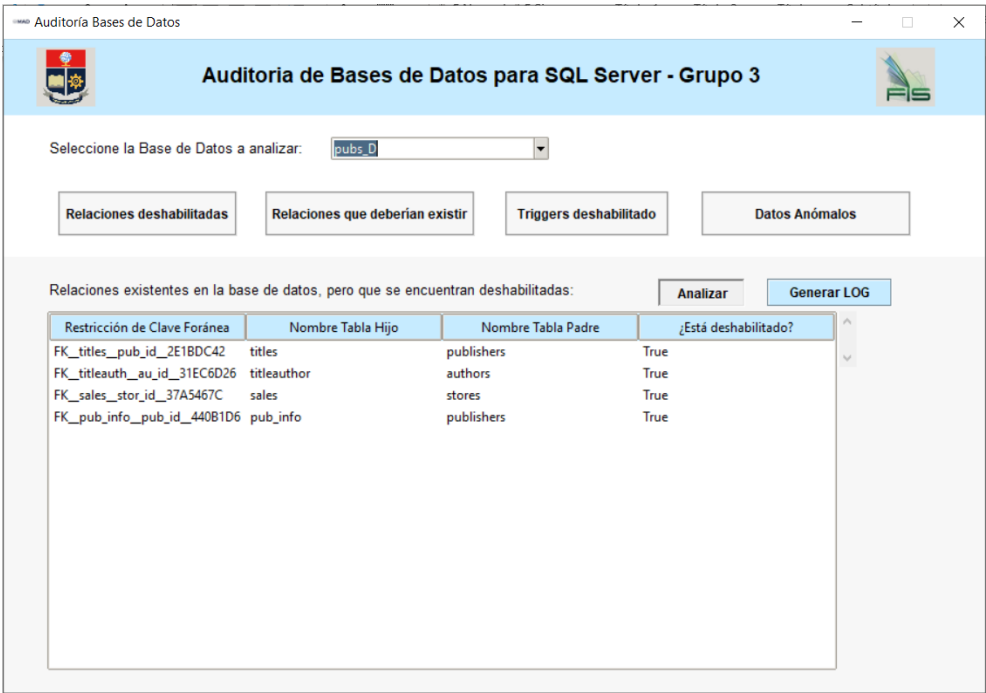 Auditoría Bases de Datos
Auditoria de Bases de Datos para SQL Server - Grupo 3
FIS
Seleccione la Base de Datos a analizar: pubs_D
Relaciones deshabilitadas Relaciones que deberían existir Triggers deshabilitado Datos Anómalos
Relaciones existentes en la base de datos, pero que se encuentran deshabilitadas: Analizar Generar LOG
Restricción de Clave Foránea Nombre Tabla Hijo Nombre Tabla Padre ¿Está deshabilitado?
FK__titles__pub_id__2E1BDC42 titles publishers True
FK__titleauth__au_id__31EC6D26 titleauthor authors True
FK__sales__stor_id__37A5467C sales stores True
FK__pub_info__pub_id__440B1D6 pub_info publishers True